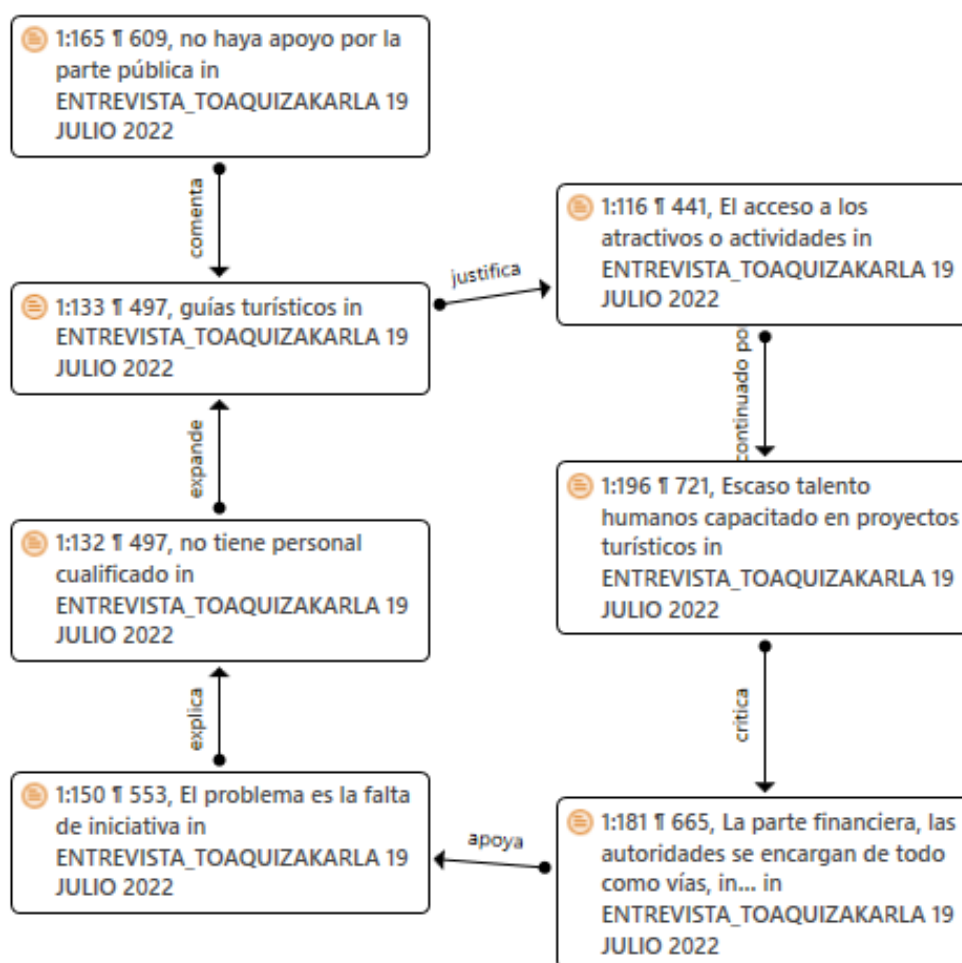 1:165 ¶ 609, no haya apoyo por la
parte pública in
ENTREVISTA_TOAQUIZAKARLA 19
JULIO 2022
comenta
1:133 ¶ 497, guías turísticos in
ENTREVISTA_TOAQUIZAKARLA 19
JULIO 2022
justifica
1:116 ¶ 441, El acceso a los
atractivos o actividades in
ENTREVISTA_TOAQUIZAKARLA 19
JULIO 2022
continuado po
1:196 ¶ 721, Escaso talento
humanos capacitado en proyectos
turísticos in
ENTREVISTA_TOAQUIZAKARLA 19
JULIO 2022
critica
1:181 ¶ 665, La parte financiera, las
autoridades se encargan de todo
como vías, in... in
ENTREVISTA_TOAQUIZAKARLA 19
JULIO 2022
apoya
1:150 ¶ 553, El problema es la falta
de iniciativa in
ENTREVISTA_TOAQUIZAKARLA 19
JULIO 2022
explica
1:132 ¶ 497, no tiene personal
cualificado in
ENTREVISTA_TOAQUIZAKARLA 19
JULIO 2022
expande